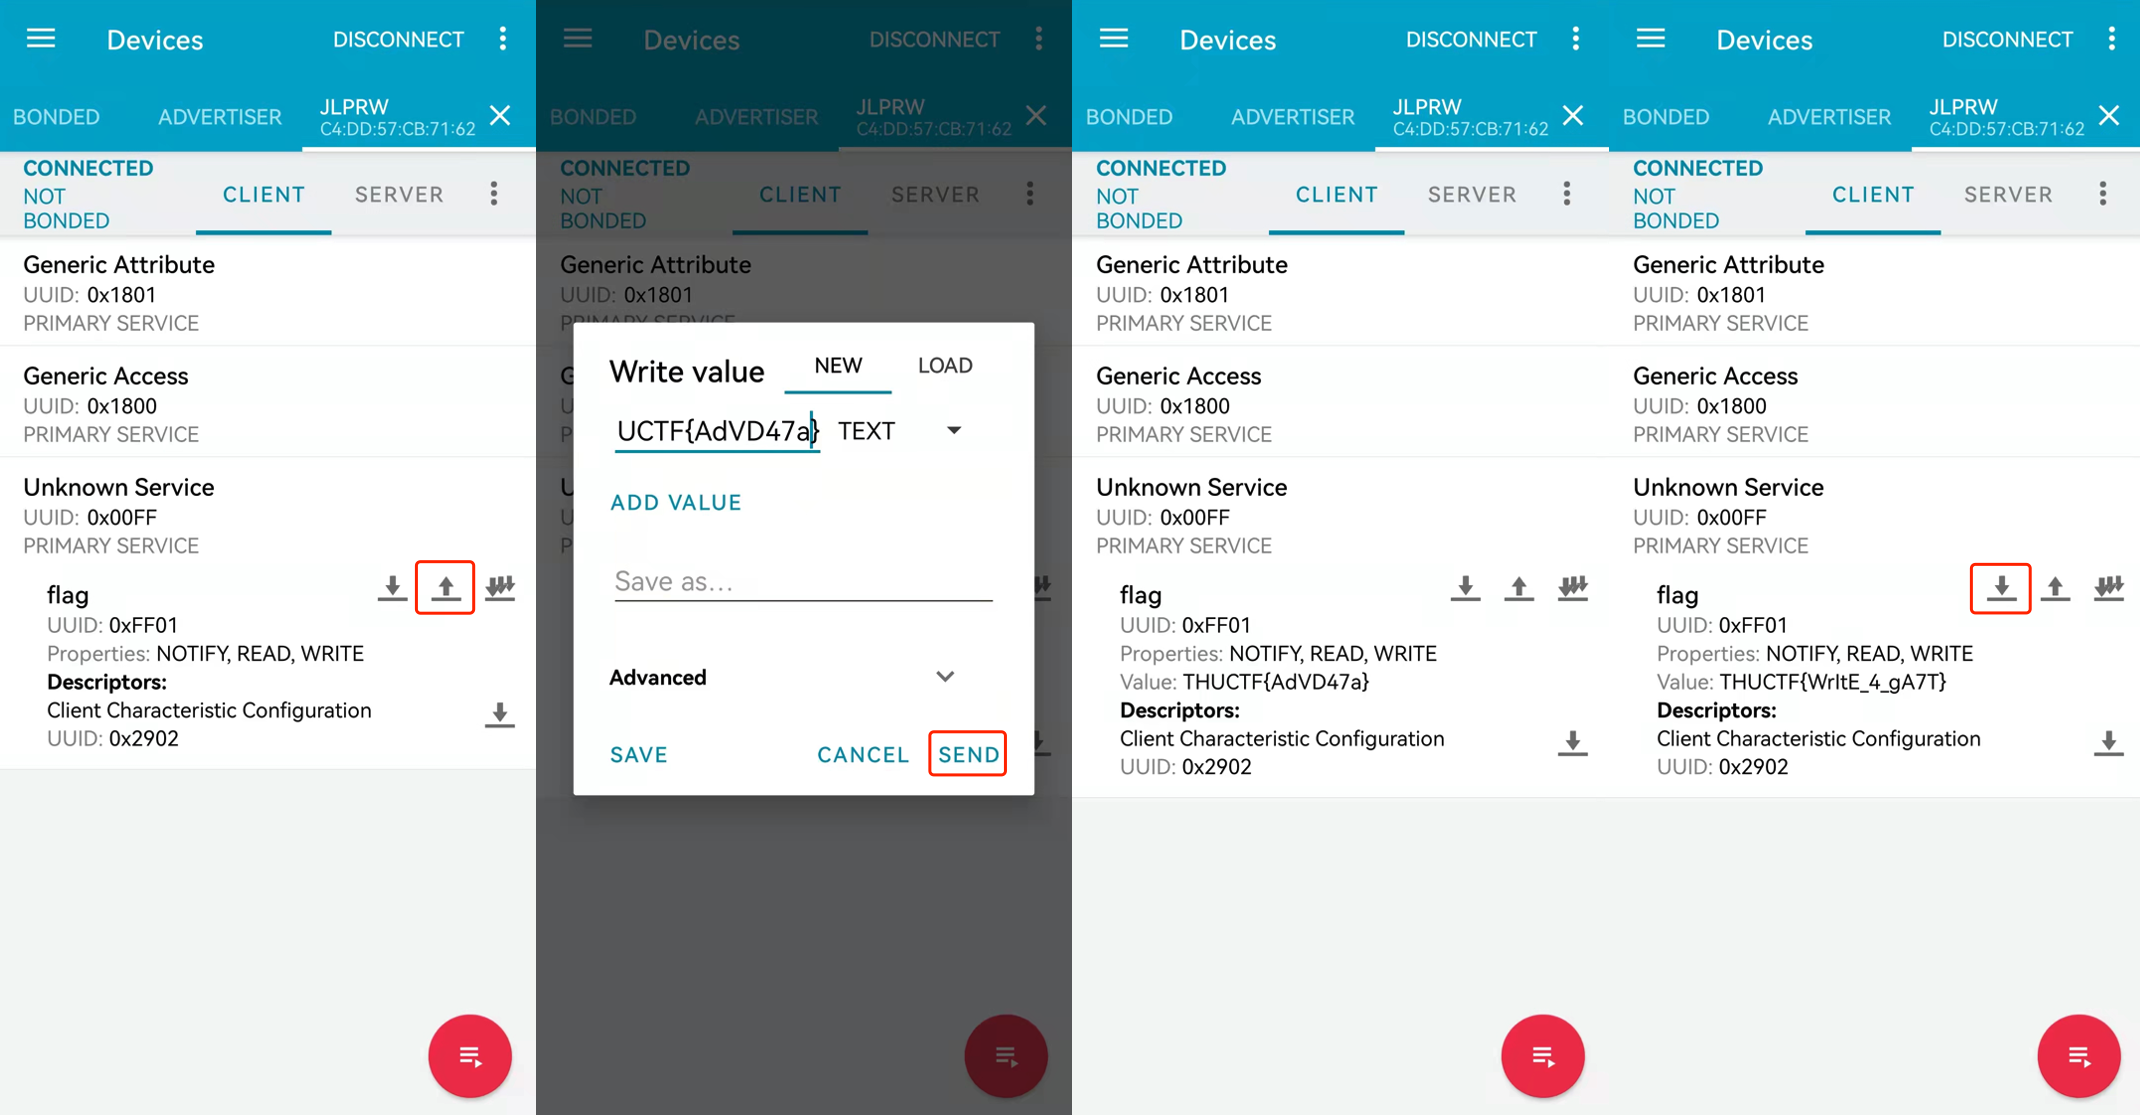 Devices
DISCONNECT
BONDED
ADVERTISER
JLPRW
C4:DD:57:CB:71:62
CONNECTED
NOT
BONDED
CLIENT
SERVER
Generic Attribute
UUID: 0x1801
PRIMARY SERVICE
Generic Access
UUID: 0x1800
PRIMARY SERVICE
Unknown Service
UUID: 0x00FF
PRIMARY SERVICE
flag
UUID: 0xFF01
Properties: NOTIFY, READ, WRITE
Descriptors:
Client Characteristic Configuration
UUID: 0x2902
Devices
DISCONNECT
BONDED
ADVERTISER
JLPRW
C4:DD:57:CB:71:62
CONNECTED
NOT
BONDED
CLIENT
SERVER
Generic Attribute
UUID: 0x1801
PRIMARY SERVICE
Write value
NEW
LOAD
UCTF{AdVD47a}
TEXT
ADD VALUE
Save as...
Advanced
SAVE
CANCEL
SEND
Devices
DISCONNECT
BONDED
ADVERTISER
JLPRW
C4:DD:57:CB:71:62
CONNECTED
NOT
BONDED
CLIENT
SERVER
Generic Attribute
UUID: 0x1801
PRIMARY SERVICE
Generic Access
UUID: 0x1800
PRIMARY SERVICE
Unknown Service
UUID: 0x00FF
PRIMARY SERVICE
flag
UUID: 0xFF01
Properties: NOTIFY, READ, WRITE
Value: THUCTF{AdVD47a}
Descriptors:
Client Characteristic Configuration
UUID: 0x2902
Devices
DISCONNECT
BONDED
ADVERTISER
JLPRW
C4:DD:57:CB:71:62
CONNECTED
NOT
BONDED
CLIENT
SERVER
Generic Attribute
UUID: 0x1801
PRIMARY SERVICE
Generic Access
UUID: 0x1800
PRIMARY SERVICE
Unknown Service
UUID: 0x00FF
PRIMARY SERVICE
flag
UUID: 0xFF01
Properties: NOTIFY, READ, WRITE
Value: THUCTF{WrItE_4_gA7T}
Descriptors:
Client Characteristic Configuration
UUID: 0x2902